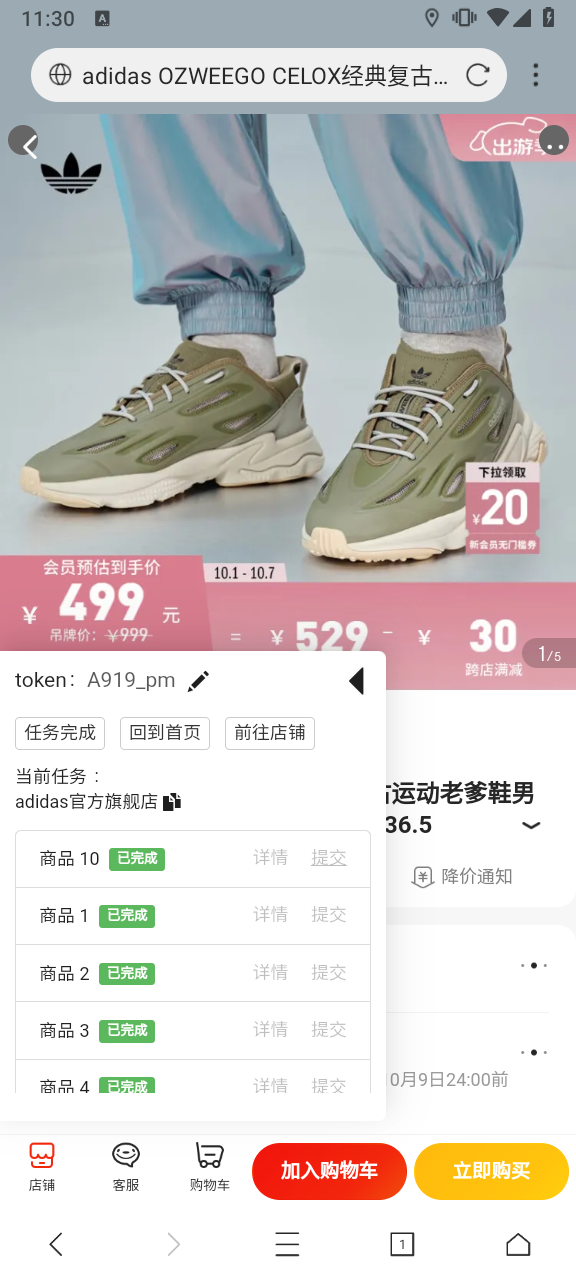 11:30
A
adidas OZWEEGO CELOX经典复古...
出游季
下拉领取
¥20
新会员无门槛券
会员预估到手价
¥ 499 元
吊牌价: ¥999
10.1 - 10.7
= ¥ 529 - ¥ 30
跨店满减
1/5
token: A919_pm
任务完成 回到首页 前往店铺
当前任务 :
adidas官方旗舰店
运动老爹鞋男
36.5
降价通知
商品 10 已完成 详情 提交
商品 1 已完成 详情 提交
商品 2 已完成 详情 提交
商品 3 已完成 详情 提交
商品 4 已完成 详情 提交
0月9日24:00前
店铺 客服 购物车 加入购物车 立即购买
1